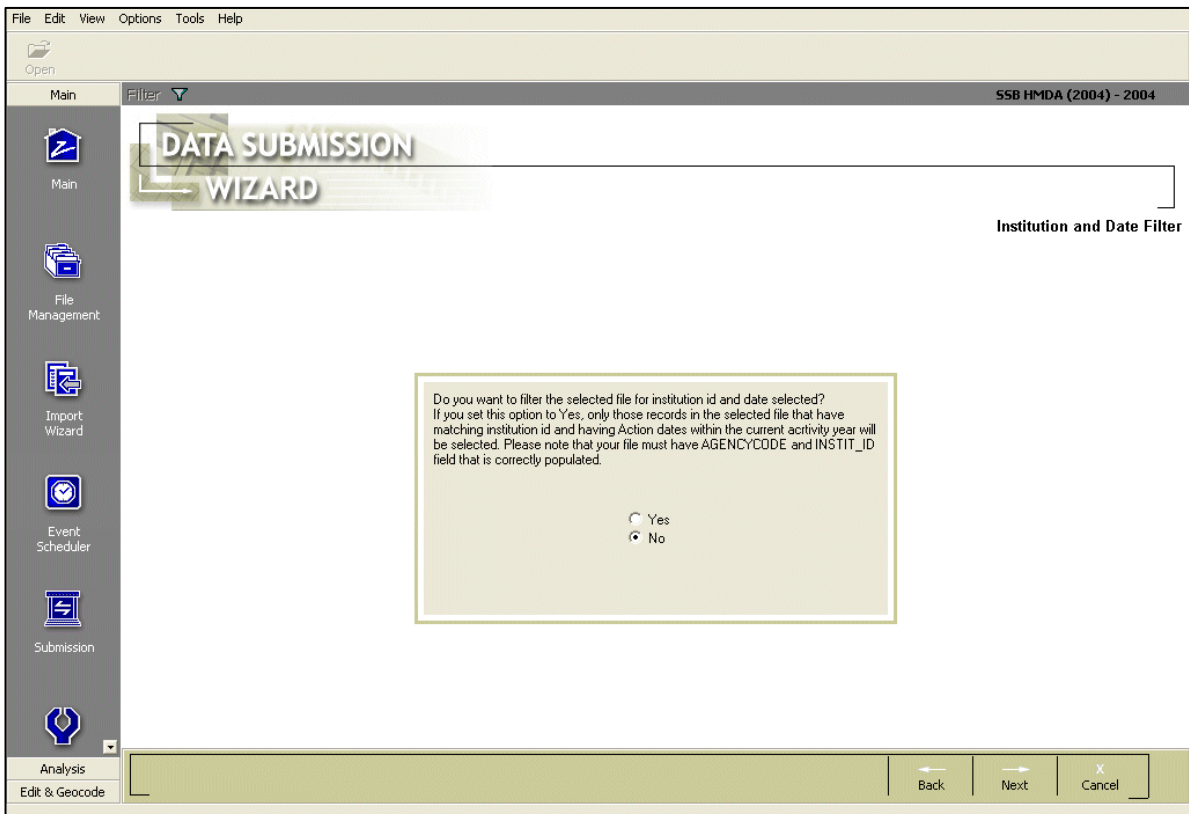 File Edit View Options Tools Help
Open
Main
Filter
SSB HMDA (2004) - 2004
DATA SUBMISSION
WIZARD
Institution and Date Filter
Main
File
Management
Import
Wizard
Event
Scheduler
Submission
Do you want to filter the selected file for institution id and date selected?
If you set this option to Yes, only those records in the selected file that have
matching institution id and having Action dates within the current acrtivity year will
be selected. Please note that your file must have AGENCYCODE and INSTIT_ID
field that is correctly populated.
Yes
No
Analysis
Edit & Geocode
Back
Next
X
Cancel